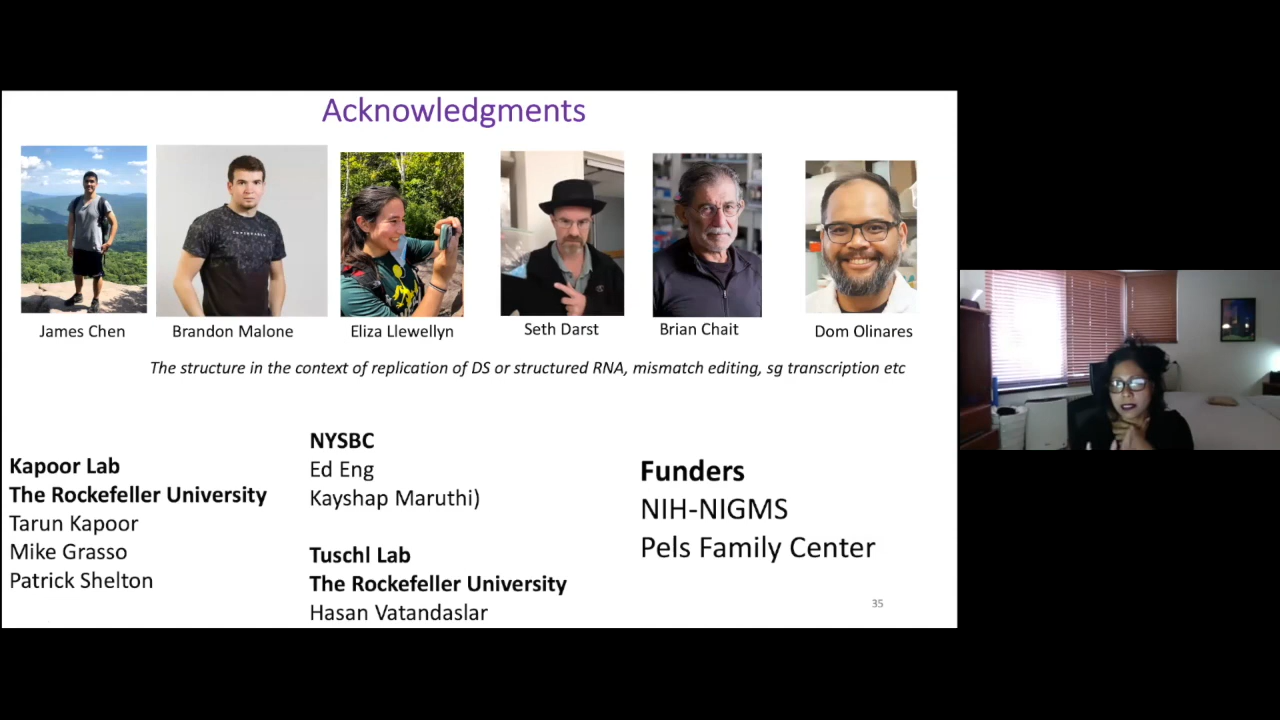 Acknowledgments
James Chen
Brandon Malone
Eliza Llewellyn
Seth Darst
Brian Chait
Dom Olinares
The structure in the context of replication of DS or structured RNA, mismatch editing, sg transcription etc
Kapoor Lab
The Rockefeller University
Tarun Kapoor
Mike Grasso
Patrick Shelton
NYSBC
Ed Eng
Kayshap Maruthi)
Tuschl Lab
The Rockefeller University
Hasan Vatandaslar
Funders
NIH-NIGMS
Pels Family Center
35